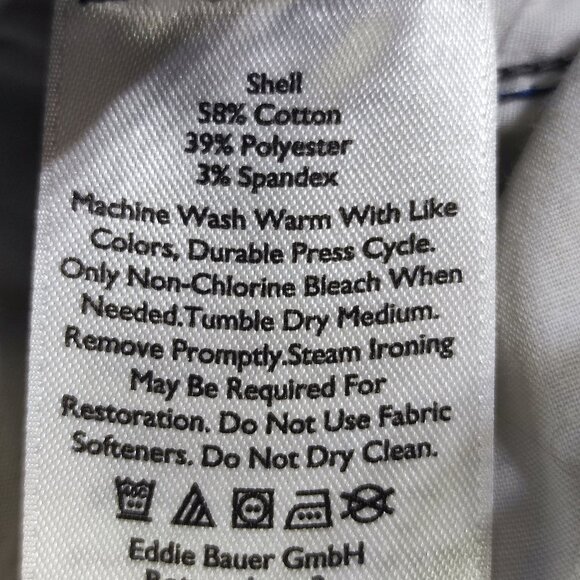 Shell
58% Cotton
39% Polyester
3% Spandex
Machine Wash Warm With Like
Colors, Durable Press Cycle.
Only Non-Chlorine Bleach When
Needed.Tumble Dry Medium.
Remove Promptly.Steam Ironing
May Be Required For
Restoration. Do Not Use Fabric
Softeners. Do Not Dry Clean.
Eddie Bauer GmbH